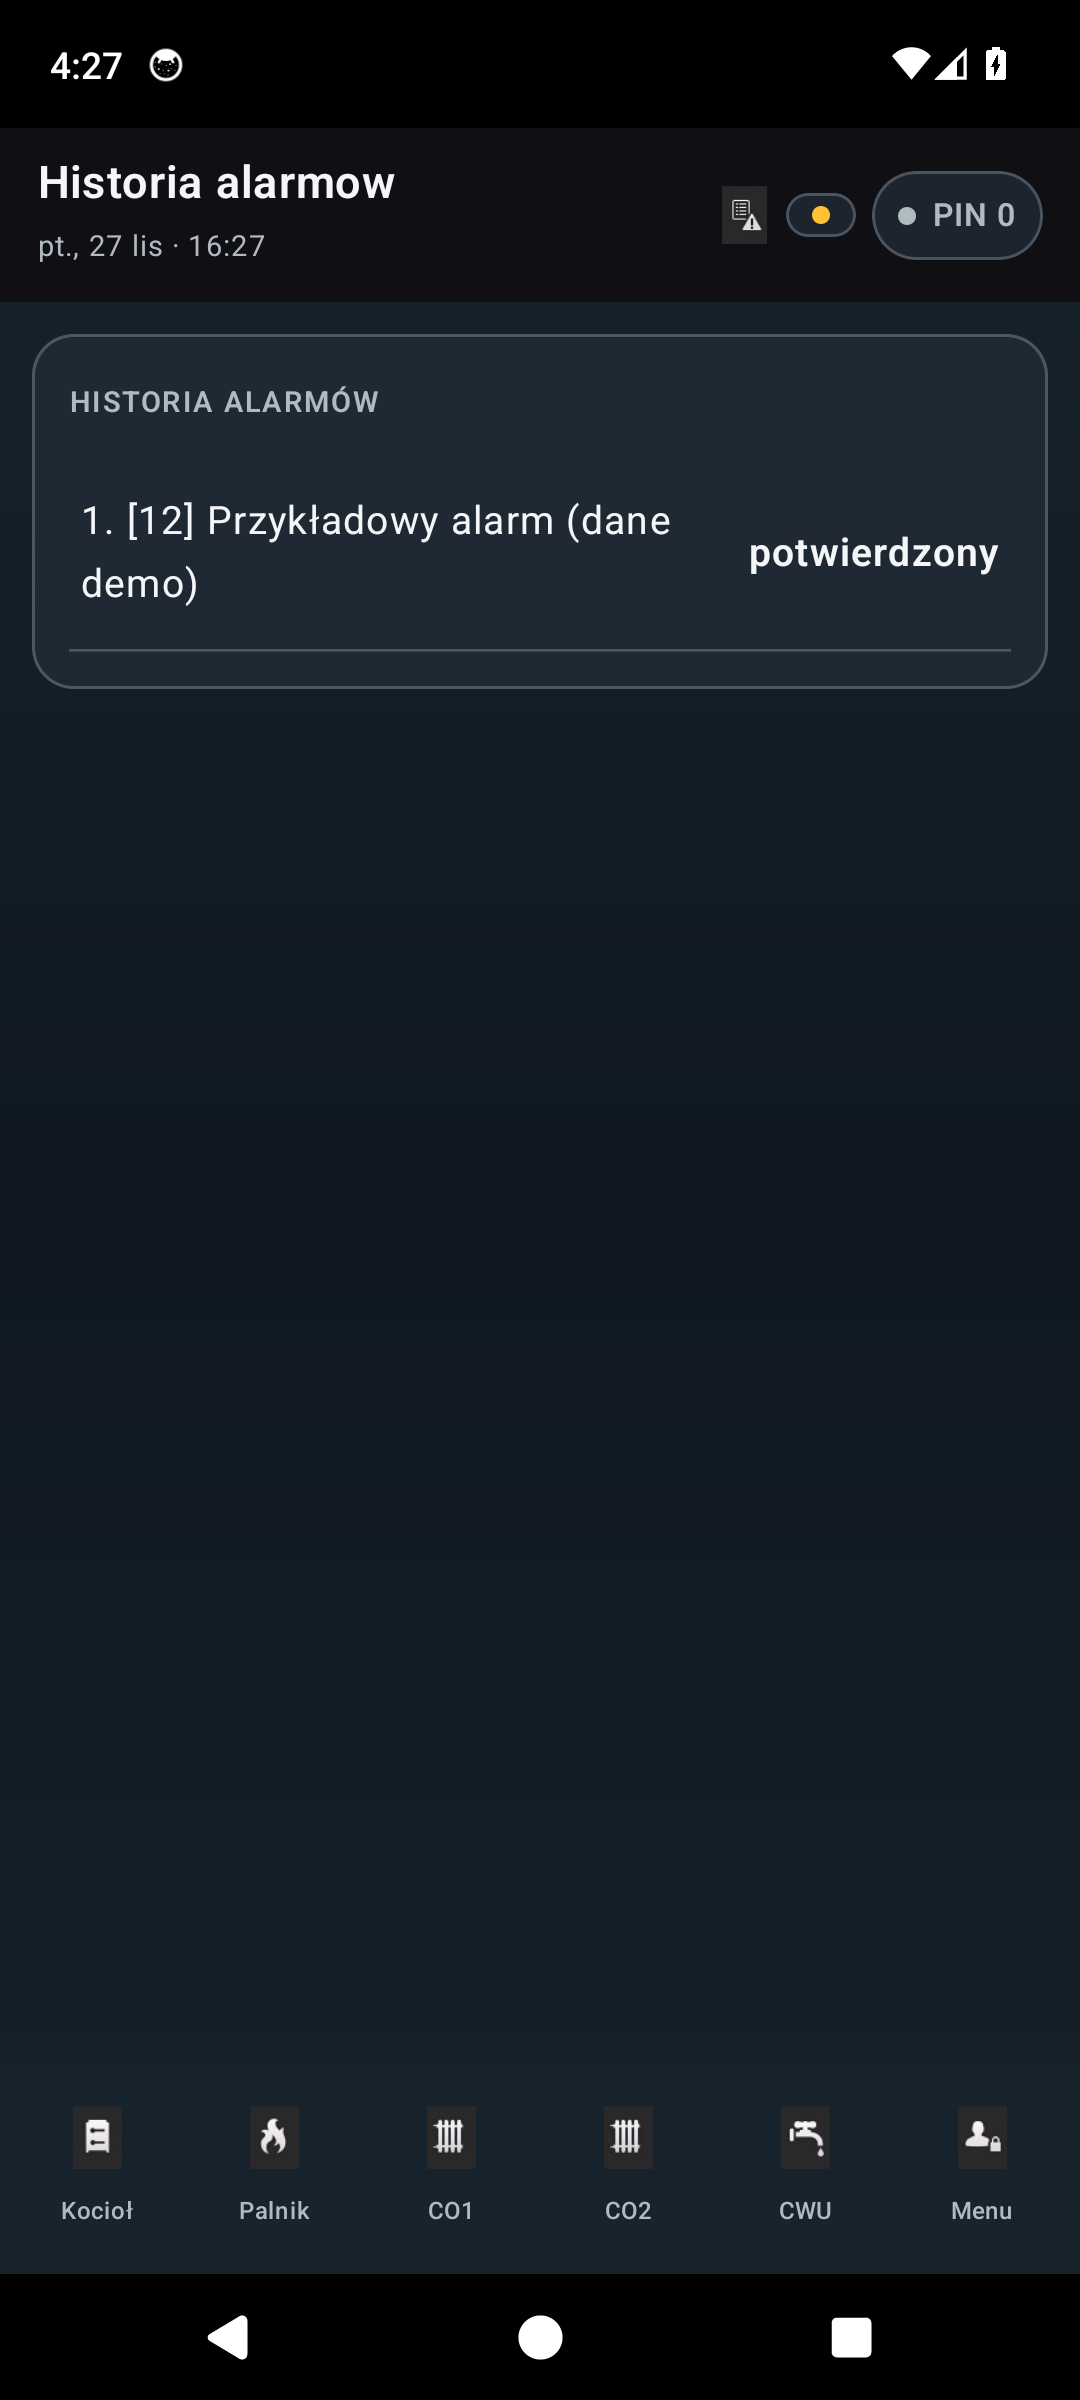 4:27
Historia alarmow
pt., 27 lis · 16:27
PIN 0
HISTORIA ALARMÓW
1. [12] Przykładowy alarm (dane
demo)
potwierdzony
Kocioł
Palnik
CO1
CO2
CWU
Menu